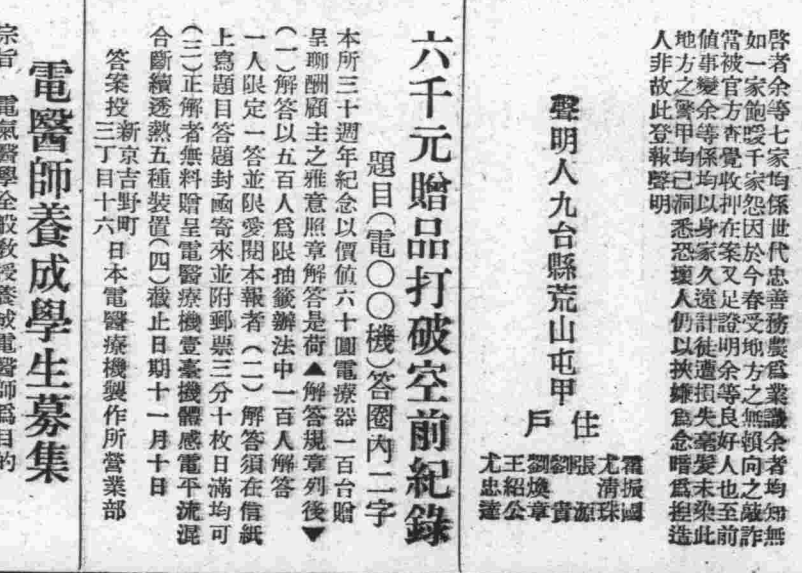 啓者余等七家均係世代忠善務農爲業識余者均知無
如一家飽暖千家怨因於今春受地方之無賴向之敲詐
當被官方查覺收押在案又足證明余等良好人也至前
値事變余等係均以身家久遠計徒遭損失毫髮未染此
地方之警甲均己洞悉恐壞人仍以挾嫌爲念暗爲揑造
人非故此登報聲明
聲明人九台縣荒山屯甲
住戶
霍振國
尤淸珠
張源
劉貴
劉煥章
王紹公
尤忠達
六千元贈品打破空前紀錄
題目(電〇〇機)答圈內二字
本所三十週年紀念以價値六十圓電療器一百台贈
呈聊酬顧主之雅意照章解答是荷▲解答規章列後▼
(一)解答以五百人爲限抽籤辦法中一百人解答
一人限定一答並限愛閱本報者(二)解答須在信紙
上寫題目答題封函寄來並附郵票三分十枚日滿均可
(三)正解者無料贈呈電醫療機壹臺機體感電平流混
合斷續透熱五種裝置(四)截止日期十一月十日
答案投
新京吉野町
三丁目十六
日本電醫療機製作所營業部
電醫師養成學生募集
宗旨 電氣醫學全般敎授養成電醫師爲目的